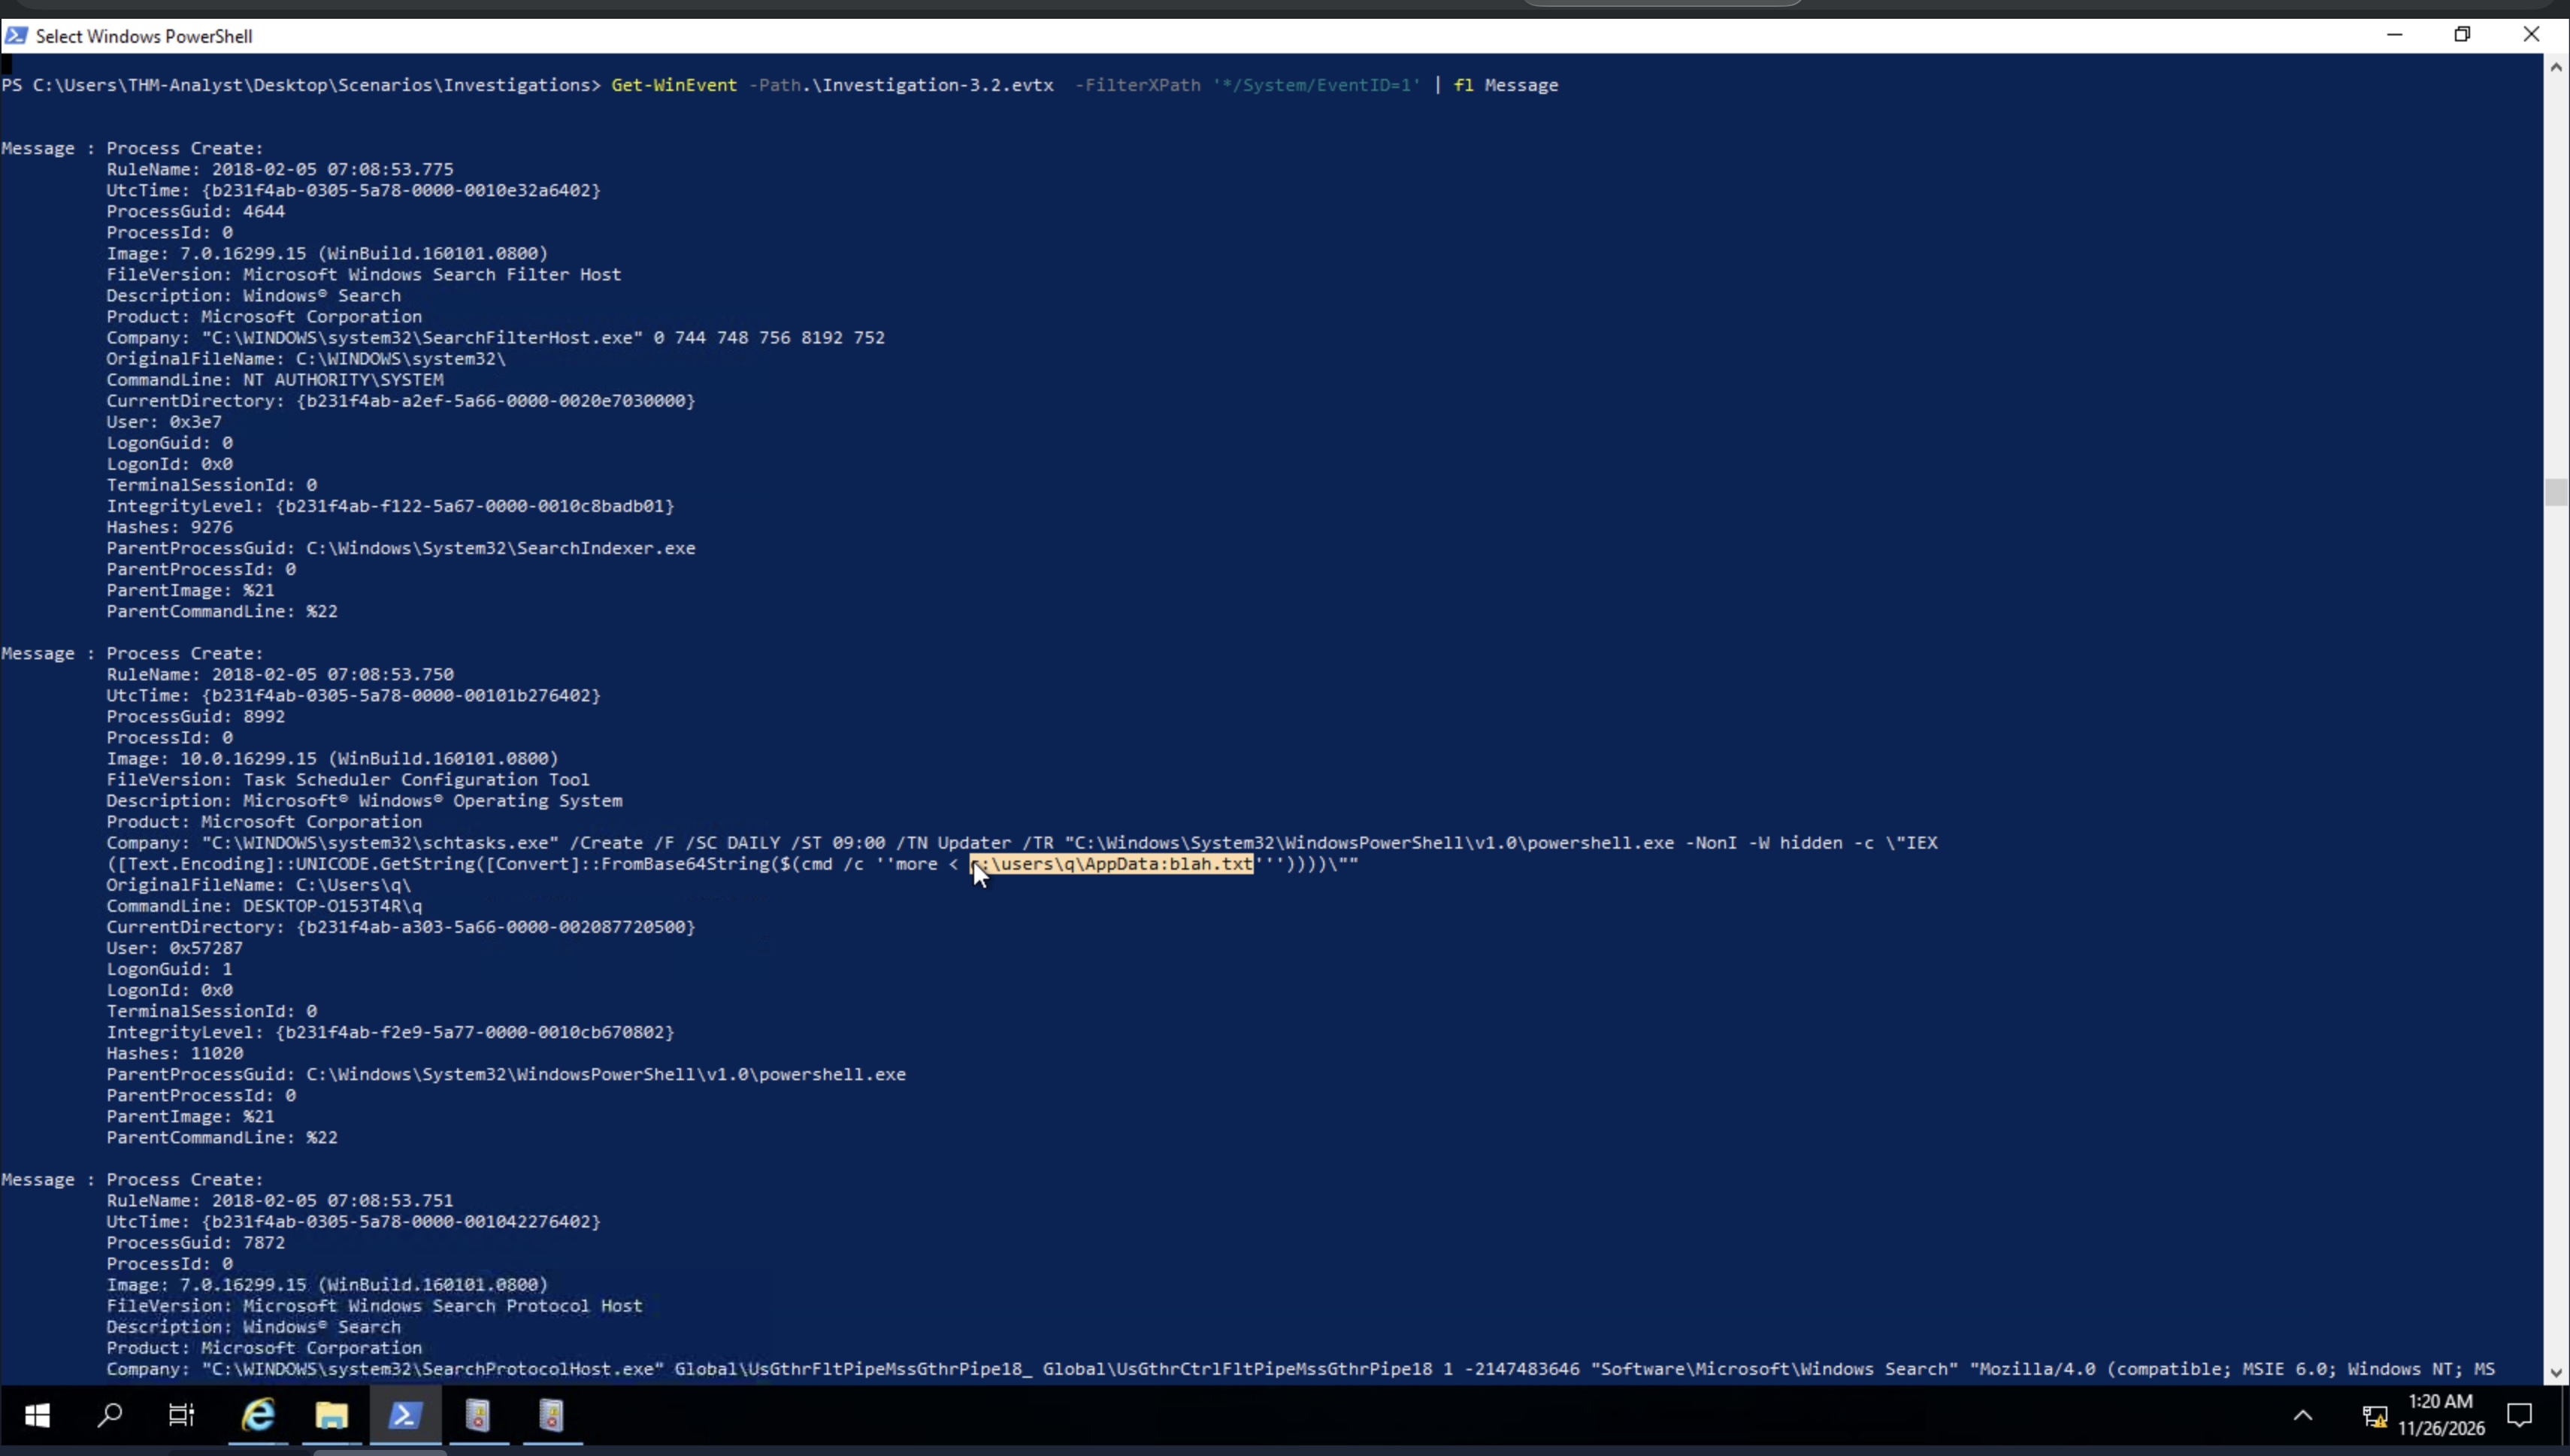 Select Windows PowerShell
PS C:\Users\THM-Analyst\Desktop\Scenarios\Investigations> Get-WinEvent -Path.\Investigation-3.2.evtx  -FilterXPath '*/System/EventID=1' | fl Message
Message : Process Create:
RuleName: 2018-02-05 07:08:53.775
UtcTime: {b231f4ab-0305-5a78-0000-0010e32a6402}
ProcessGuid: 4644
ProcessId: 0
Image: 7.0.16299.15 (WinBuild.160101.0800)
FileVersion: Microsoft Windows Search Filter Host
Description: Windows® Search
Product: Microsoft Corporation
Company: "C:\WINDOWS\system32\SearchFilterHost.exe" 0 744 748 756 8192 752
OriginalFileName: C:\WINDOWS\system32\
CommandLine: NT AUTHORITY\SYSTEM
CurrentDirectory: {b231f4ab-a2ef-5a66-0000-0020e7030000}
User: 0x3e7
LogonGuid: 0
LogonId: 0x0
TerminalSessionId: 0
IntegrityLevel: {b231f4ab-f122-5a67-0000-0010c8badb01}
Hashes: 9276
ParentProcessGuid: C:\Windows\System32\SearchIndexer.exe
ParentProcessId: 0
ParentImage: %21
ParentCommandLine: %22
Message : Process Create:
RuleName: 2018-02-05 07:08:53.750
UtcTime: {b231f4ab-0305-5a78-0000-00101b276402}
ProcessGuid: 8992
ProcessId: 0
Image: 10.0.16299.15 (WinBuild.160101.0800)
FileVersion: Task Scheduler Configuration Tool
Description: Microsoft® Windows® Operating System
Product: Microsoft Corporation
Company: "C:\WINDOWS\system32\schtasks.exe" /Create /F /SC DAILY /ST 09:00 /TN Updater /TR "C:\Windows\System32\WindowsPowerShell\v1.0\powershell.exe -NonI -W hidden -c \"IEX
([Text.Encoding]::UNICODE.GetString([Convert]::FromBase64String($(cmd /c ''more < c:\users\q\AppData:blah.txt'''))))\""
OriginalFileName: C:\Users\q\
CommandLine: DESKTOP-O153T4R\q
CurrentDirectory: {b231f4ab-a303-5a66-0000-002087720500}
User: 0x57287
LogonGuid: 1
LogonId: 0x0
TerminalSessionId: 0
IntegrityLevel: {b231f4ab-f2e9-5a77-0000-0010cb670802}
Hashes: 11020
ParentProcessGuid: C:\Windows\System32\WindowsPowerShell\v1.0\powershell.exe
ParentProcessId: 0
ParentImage: %21
ParentCommandLine: %22
Message : Process Create:
RuleName: 2018-02-05 07:08:53.751
UtcTime: {b231f4ab-0305-5a78-0000-001042276402}
ProcessGuid: 7872
ProcessId: 0
Image: 7.0.16299.15 (WinBuild.160101.0800)
FileVersion: Microsoft Windows Search Protocol Host
Description: Windows® Search
Product: Microsoft Corporation
Company: "C:\WINDOWS\system32\SearchProtocolHost.exe" Global\UsGthrFltPipeMssGthrPipe18_ Global\UsGthrCtrlFltPipeMssGthrPipe18 1 -2147483646 "Software\Microsoft\Windows Search" "Mozilla/4.0 (compatible; MSIE 6.0; Windows NT; MS
1:20 AM
11/26/2026